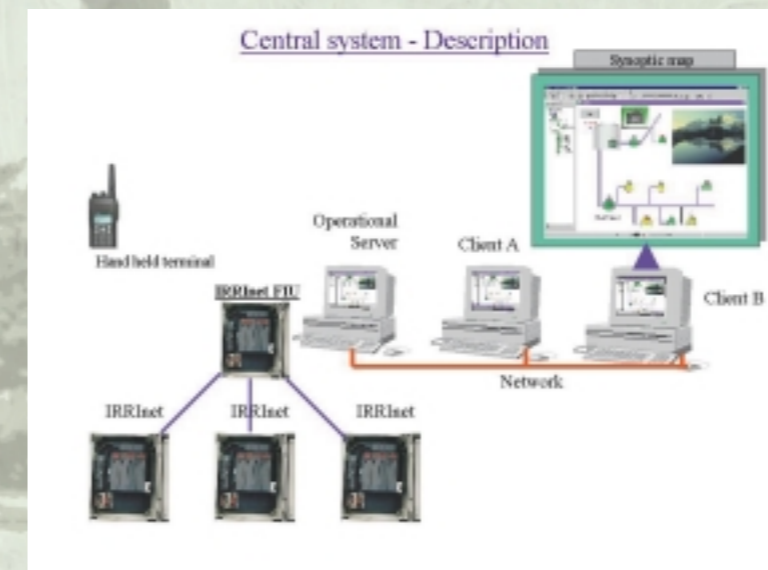 Central system - Description
Synoptic map
Operational
Server
Client A
Hand held terminal
IRRInet FIU
Client B
Network
IRRInet
IRRInet
IRRInet